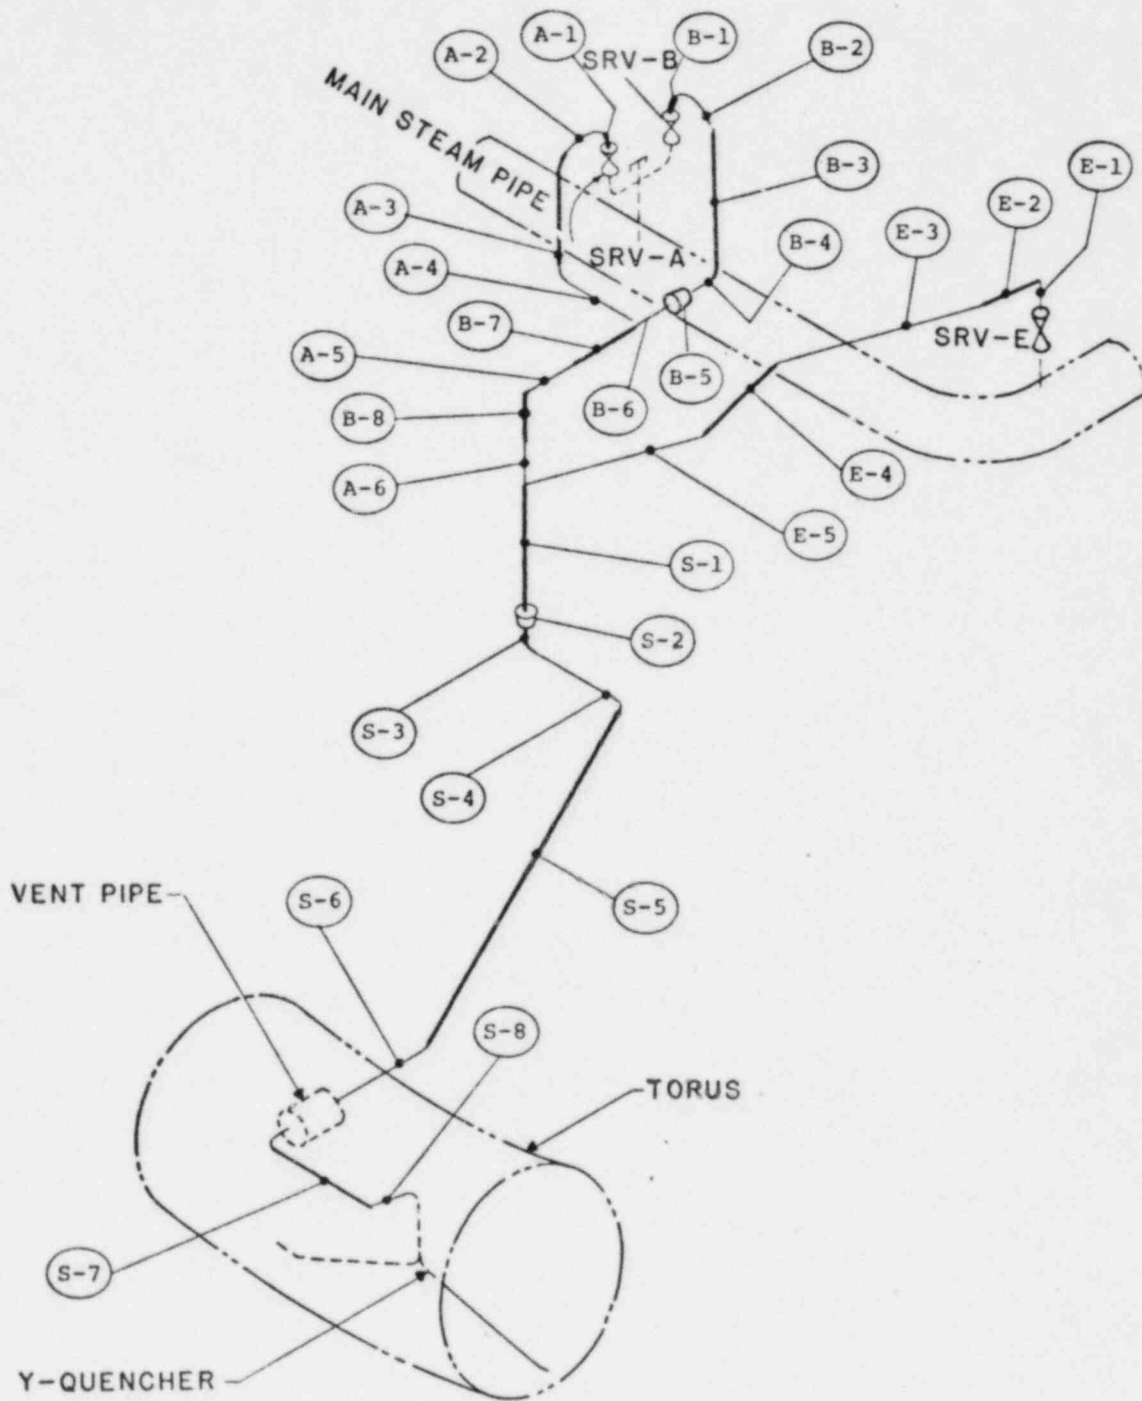 A-1
B-1
A-2
SRV-B
B-2
MAIN STEAM PIPE
B-3
E-1
A-3
E-2
E-3
SRV-A
B-4
A-4
B-7
SRV-E
A-5
B-5
B-6
B-8
A-6
E-4
E-5
S-1
S-2
S-3
S-4
VENT PIPE
S-6
S-5
S-8
TORUS
S-7
Y-QUENCHER